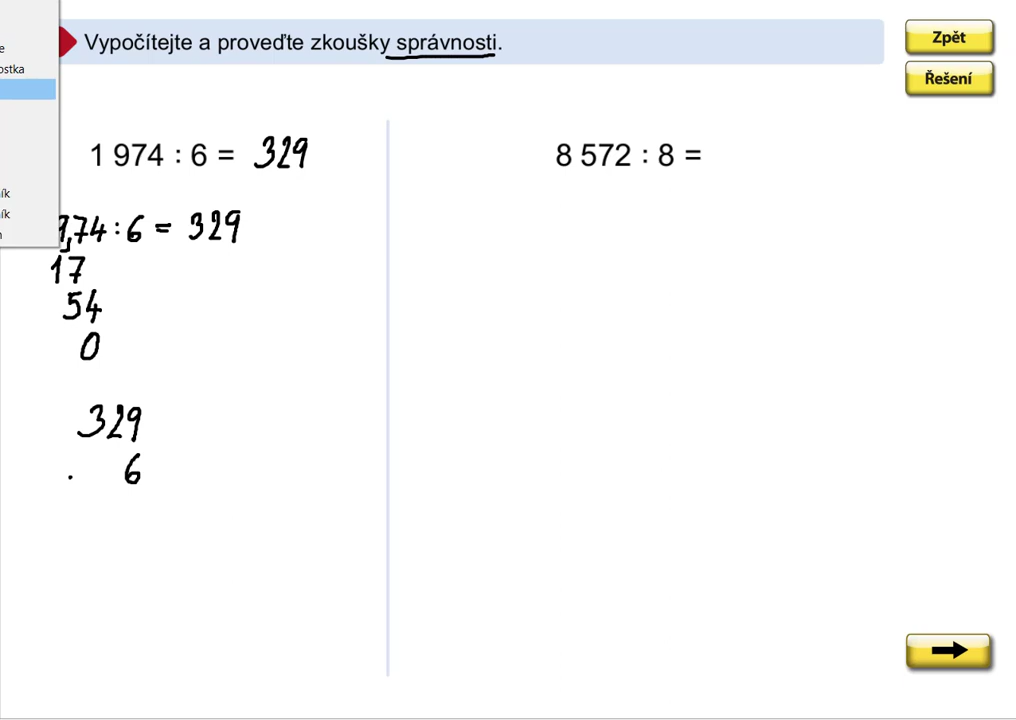 e
ostka
ík
ík
n
Vypočítejte a proveďte zkoušky správnosti.
Zpět
Řešení
1 974 : 6 = 329
974 : 6 = 329
17
54
0
329
. 6
8 572 : 8 =